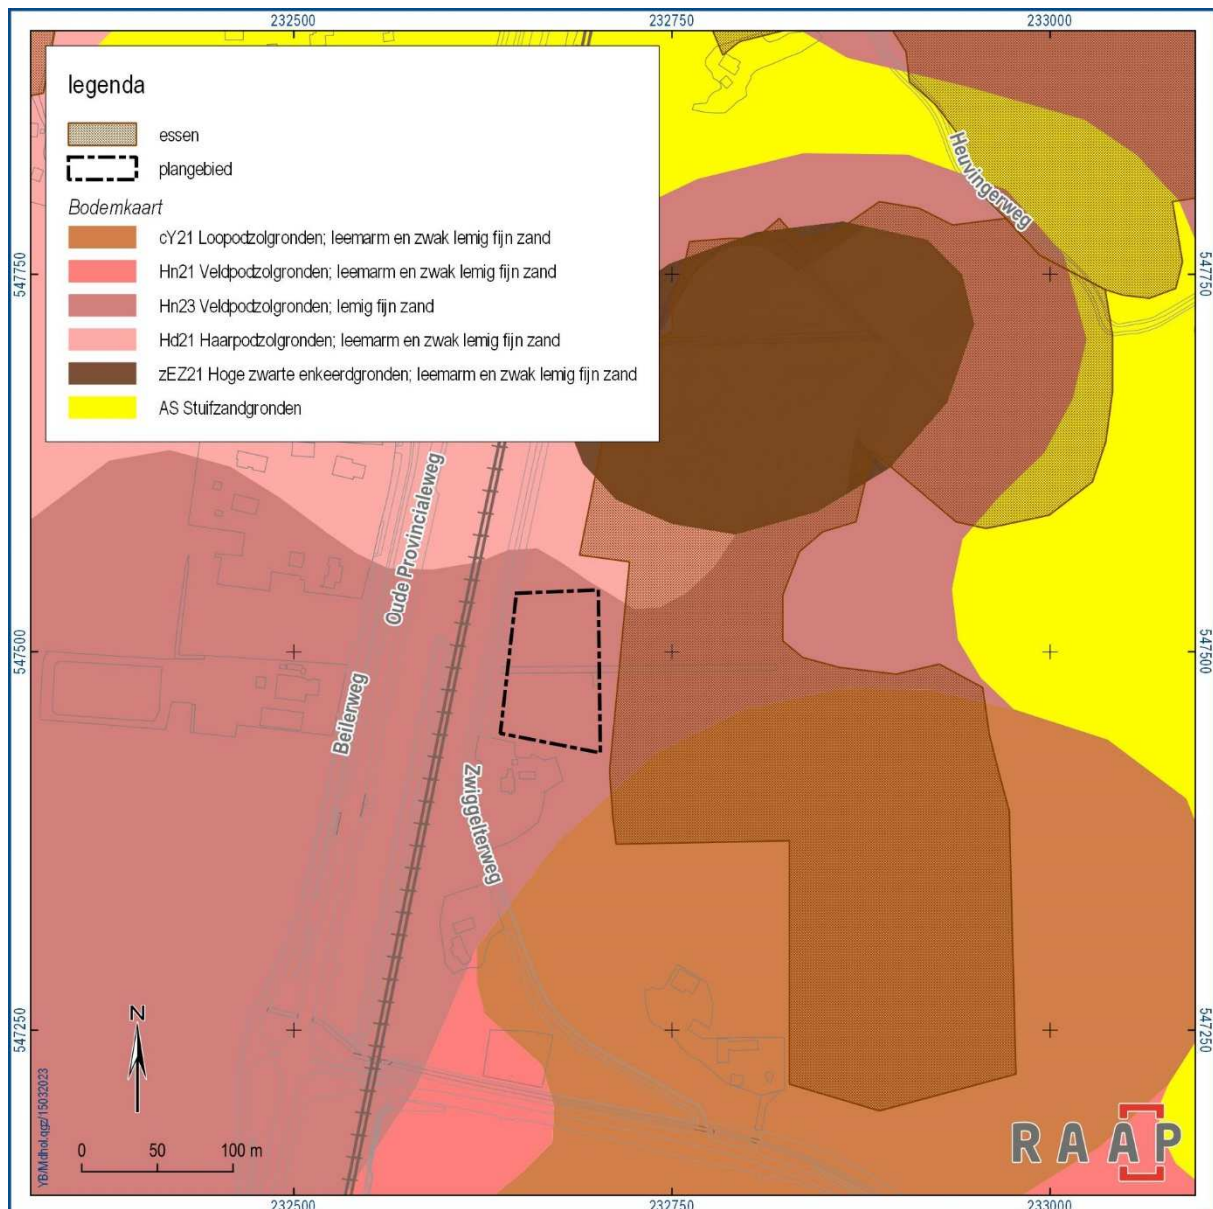 232500 232750 233000
legenda
essen
plangebied
Bodemkaart
cY21 Loopodzolgronden; leemarm en zwak lemig fijn zand
Hn21 Veldpodzolgronden; leemarm en zwak lemig fijn zand
Hn23 Veldpodzolgronden; lemig fijn zand
Hd21 Haarpodzolgronden; leemarm en zwak lemig fijn zand
zEZ21 Hoge zwarte enkeerdgronden; leemarm en zwak lemig fijn zand
AS Stuifzandgronden
Heuvingerweg
547750 547750
Oude Provincialeweg
547500 547500
Beilerweg
Zwiggelterweg
547250 547250
N
YB/Mdhol.qgz/15032023
0 50 100 m
RAAP
232500 232750 233000